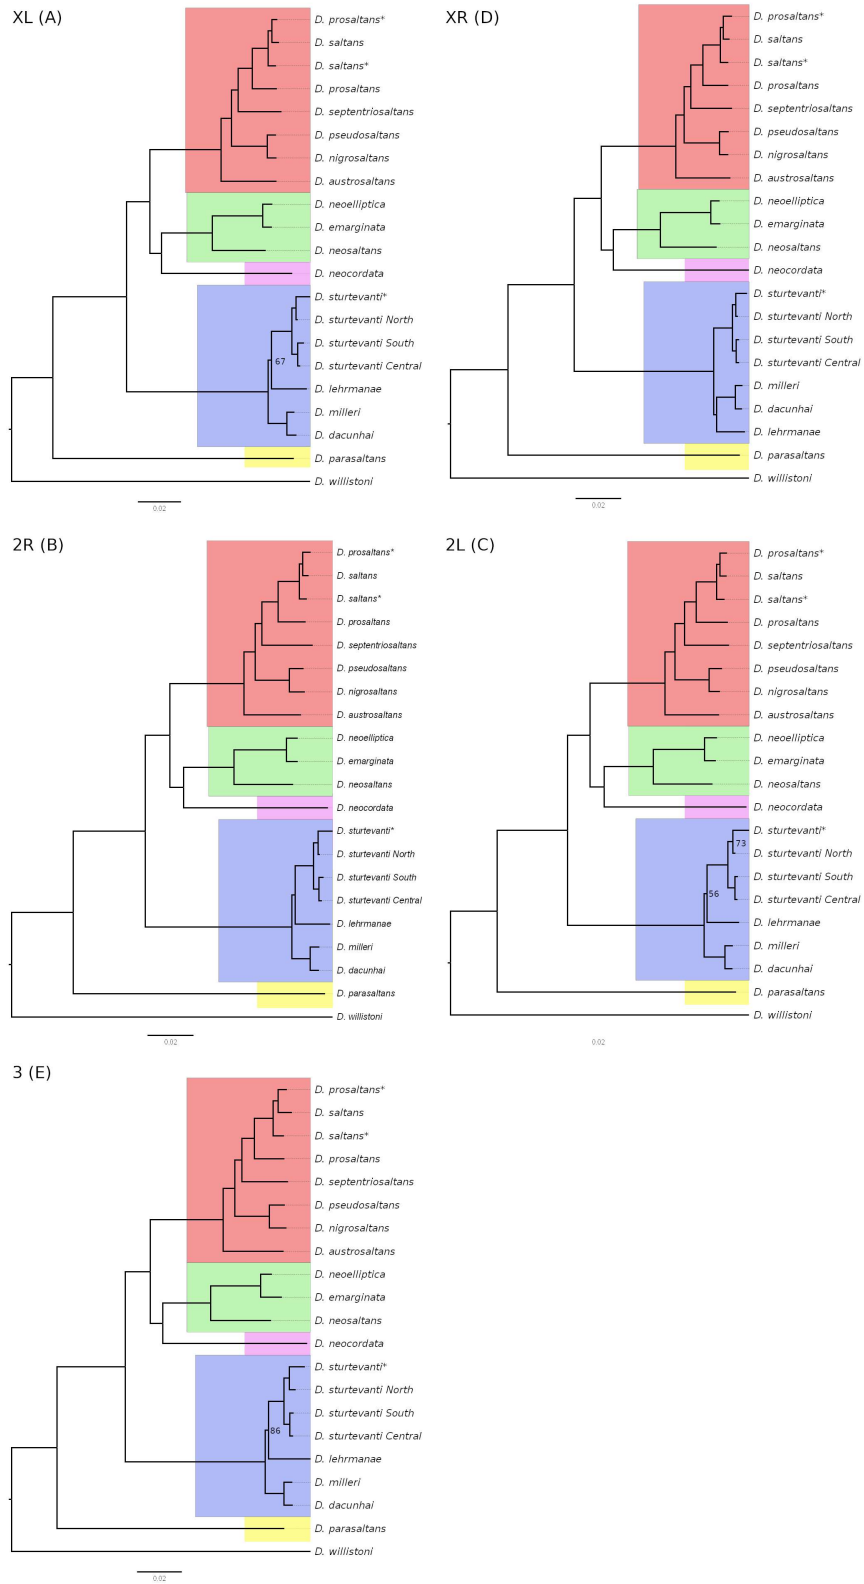 XL (A)
D. prosaltans*
D. saltans
D. saltans*
D. prosaltans
D. septentriosaltans
D. pseudosaltans
D. nigrosaltans
D. austrosaltans
D. neoelliptica
D. emarginata
D. neosaltans
D. neocordata
D. sturtevanti*
D. sturtevanti North
D. sturtevanti South
67
D. sturtevanti Central
D. lehrmanae
D. milleri
D. dacunhai
D. parasaltans
D. willistoni
0.02
XR (D)
D. prosaltans*
D. saltans
D. saltans*
D. prosaltans
D. septentriosaltans
D. pseudosaltans
D. nigrosaltans
D. austrosaltans
D. neoelliptica
D. emarginata
D. neosaltans
D. neocordata
D. sturtevanti*
D. sturtevanti North
D. sturtevanti South
D. sturtevanti Central
D. milleri
D. dacunhai
D. lehrmanae
D. parasaltans
D. willistoni
0.02
2R (B)
D. prosaltans*
D. saltans
D. saltans*
D. prosaltans
D. septentriosaltans
D. pseudosaltans
D. nigrosaltans
D. austrosaltans
D. neoelliptica
D. emarginata
D. neosaltans
D. neocordata
D. sturtevanti*
D. sturtevanti North
D. sturtevanti South
D. sturtevanti Central
D. lehrmanae
D. milleri
D. dacunhai
D. parasaltans
D. willistoni
0.02
2L (C)
D. prosaltans*
D. saltans
D. saltans*
D. prosaltans
D. septentriosaltans
D. pseudosaltans
D. nigrosaltans
D. austrosaltans
D. neoelliptica
D. emarginata
D. neosaltans
D. neocordata
D. sturtevanti*
73
D. sturtevanti North
D. sturtevanti South
56
D. sturtevanti Central
D. lehrmanae
D. milleri
D. dacunhai
D. parasaltans
D. willistoni
0.02
3 (E)
D. prosaltans*
D. saltans
D. saltans*
D. prosaltans
D. septentriosaltans
D. pseudosaltans
D. nigrosaltans
D. austrosaltans
D. neoelliptica
D. emarginata
D. neosaltans
D. neocordata
D. sturtevanti*
D. sturtevanti North
D. sturtevanti South
86
D. sturtevanti Central
D. lehrmanae
D. milleri
D. dacunhai
D. parasaltans
D. willistoni
0.02